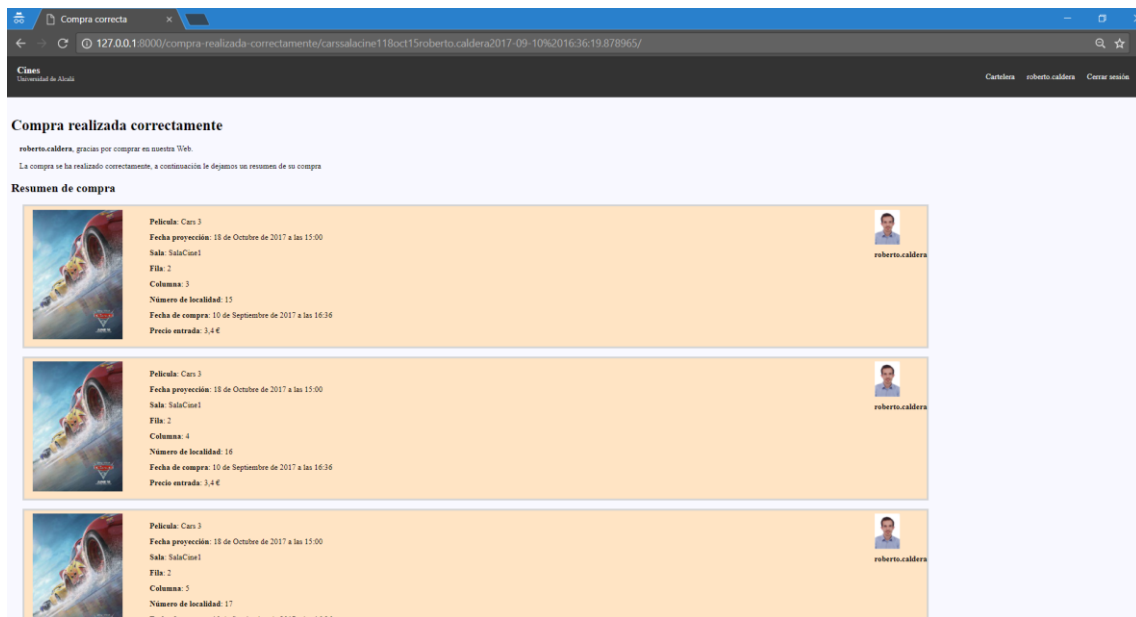 Compra correcta
127.0.0.1:8000/compra-realizada-correctamente/carssalacine118oct15roberto.caldera2017-09-10%2016:36:19.878965/
Cines
Universidad de Alcalá
Cartelera roberto.caldera Cerrar sesión
Compra realizada correctamente
roberto.caldera, gracias por comprar en nuestra Web.
La compra se ha realizado correctamente, a continuación le dejamos un resumen de su compra
Resumen de compra
Película: Cars 3
Fecha proyección: 18 de Octubre de 2017 a las 15:00
Sala: SalaCine1
Fila: 2
Columna: 3
Número de localidad: 15
Fecha de compra: 10 de Septiembre de 2017 a las 16:36
Precio entrada: 3,4 €
roberto.caldera
Película: Cars 3
Fecha proyección: 18 de Octubre de 2017 a las 15:00
Sala: SalaCine1
Fila: 2
Columna: 4
Número de localidad: 16
Fecha de compra: 10 de Septiembre de 2017 a las 16:36
Precio entrada: 3,4 €
roberto.caldera
Película: Cars 3
Fecha proyección: 18 de Octubre de 2017 a las 15:00
Sala: SalaCine1
Fila: 2
Columna: 5
Número de localidad: 17
roberto.caldera